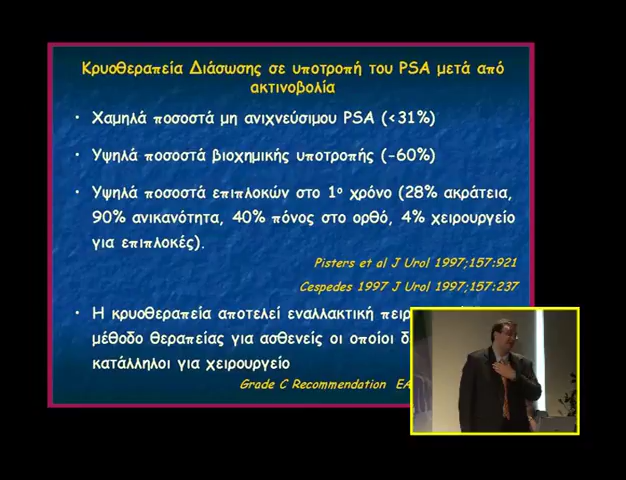 Κρυοθεραπεία Διάσωσης σε υποτροπή του PSA μετά από
ακτινοβολία
• Χαμηλά ποσοστά μη ανιχνεύσιμου PSA (<31%)
• Υψηλά ποσοστά βιοχημικής υποτροπής (-60%)
• Υψηλά ποσοστά επιπλοκών στο 1ο χρόνο (28% ακράτεια,
90% ανικανότητα, 40% πόνος στο ορθό, 4% χειρουργείο
για επιπλοκές).
Pisters et al J Urol 1997;157:921
Cespedes 1997 J Urol 1997;157:237
• Η κρυοθεραπεία αποτελεί εναλλακτική
μέθοδο θεραπείας για ασθενείς οι οποίοι
κατάλληλοι για χειρουργείο
Grade C Recommendation